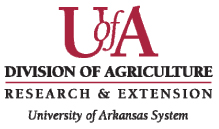 UofA
DIVISION OF AGRICULTURE
RESEARCH & EXTENSION
University of Arkansas System